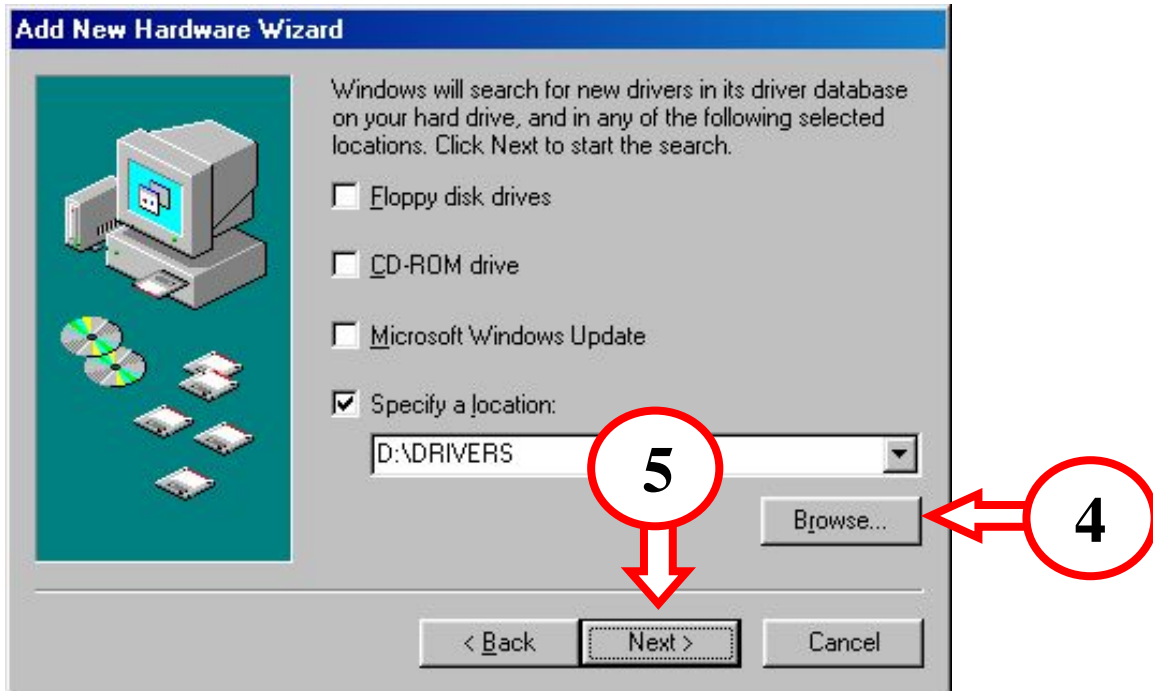 Add New Hardware Wizard
Windows will search for new drivers in its driver database
on your hard drive, and in any of the following selected
locations. Click Next to start the search.
Floppy disk drives
CD-ROM drive
Microsoft Windows Update
Specify a location:
D:\DRIVERS
5
Browse...
4
< Back
Next >
Cancel